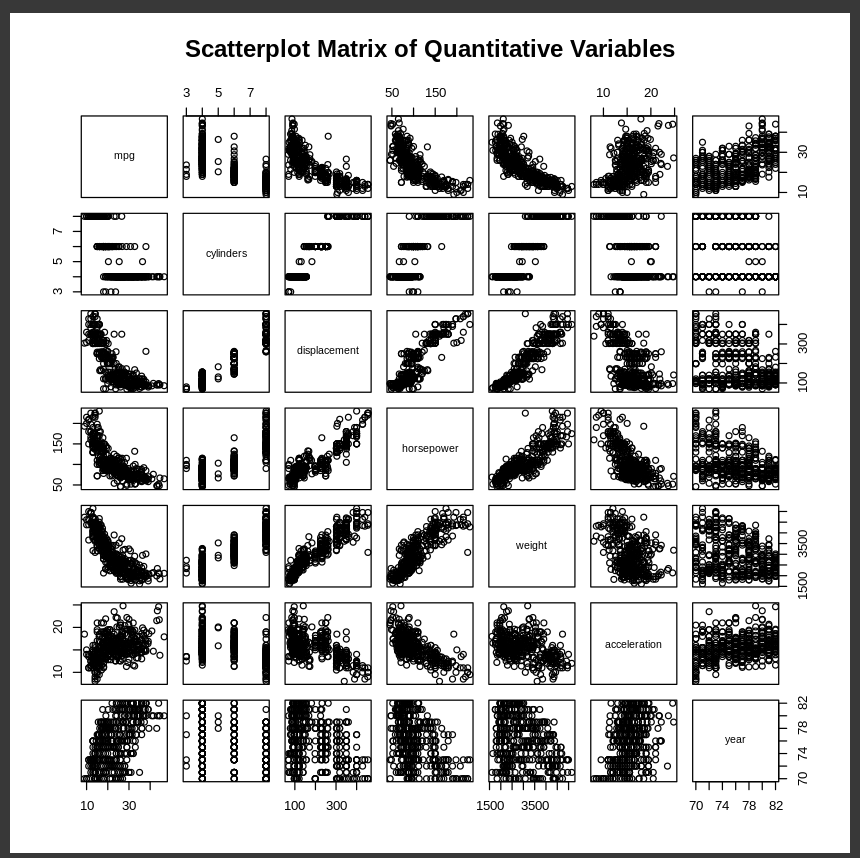 Scatterplot Matrix of Quantitative Variables
3 5 7 50 150 10 20
mpg
10 30
3 5 7
cylinders
displacement
100 300
50 150
horsepower
weight
1500 3500
10 20
acceleration
year
70 74 78 82
10 30 100 300 1500 3500 70 74 78 82